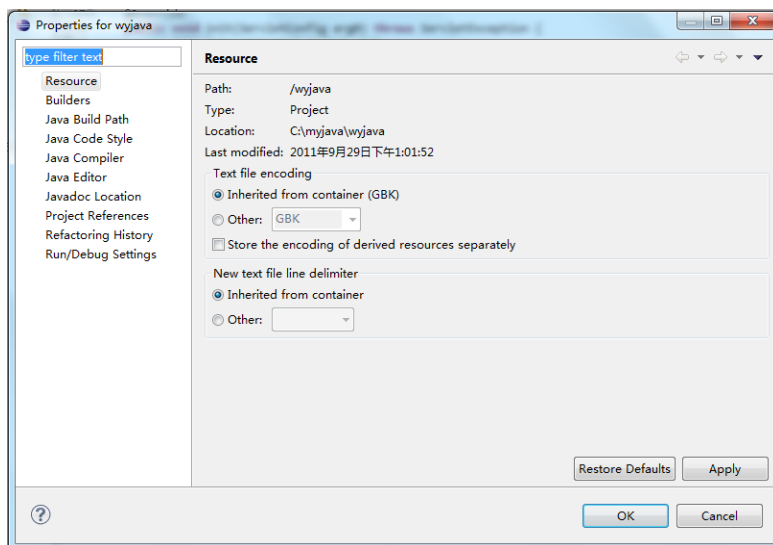 Properties for wyjava
type filter text
Resource
Builders
Java Build Path
Java Code Style
Java Compiler
Java Editor
Javadoc Location
Project References
Refactoring History
Run/Debug Settings
Resource
Path: /wyjava
Type: Project
Location: C:\myjava\wyjava
Last modified: 2011年9月29日下午1:01:52
Text file encoding
Inherited from container (GBK)
Other: GBK
Store the encoding of derived resources separately
New text file line delimiter
Inherited from container
Other:
Restore Defaults Apply
OK Cancel